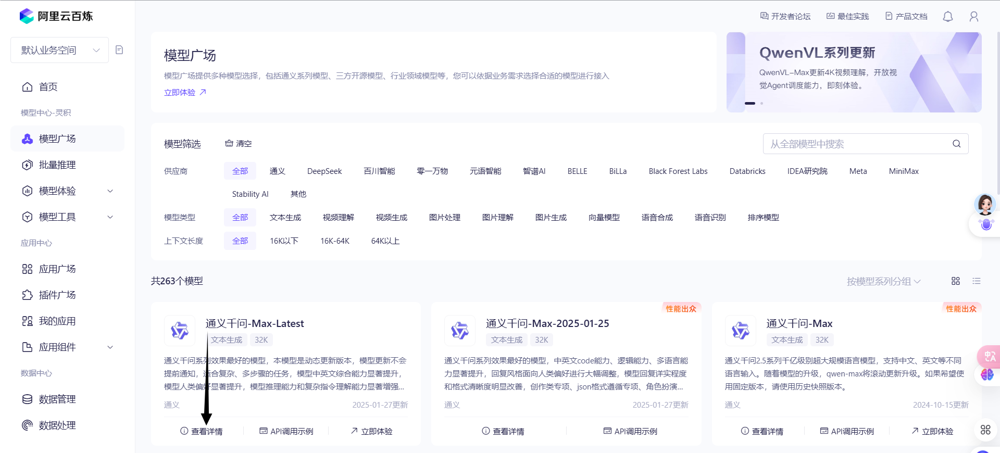 阿里云百炼
开发者论坛
最佳实践
产品文档
默认业务空间
首页
模型中心-灵积
模型广场
批量推理
模型体验
模型工具
应用中心
应用广场
插件广场
我的应用
应用组件
数据中心
数据管理
数据处理
模型广场
模型广场提供多种模型选择，包括通义系列模型、三方开源模型、行业领域模型等，您可以依据业务需求选择合适的模型进行接入
立即体验
QwenVL系列更新
QwenVL-Max更新4K视频理解，开放视
觉Agent调度能力，即刻体验。
模型筛选 清空
从全部模型中搜索
供应商 全部 通义 DeepSeek 百川智能 零一万物 元语智能 智谱AI BELLE BiLLa Black Forest Labs Databricks IDEA研究院 Meta MiniMax
Stability AI 其他
模型类型 全部 文本生成 视频理解 视频生成 图片处理 图片理解 图片生成 向量模型 语音合成 语音识别 排序模型
上下文长度 全部 16K以下 16K-64K 64K以上
共263个模型
按模型系列分组
通义千问-Max-Latest
文本生成 32K
通义千问系列效果最好的模型，本模型是动态更新版本，模型更新不会
提前通知，适合复杂、多步骤的任务，模型中英文综合能力显著提升，
模型人类偏好显著提升，模型推理能力和复杂指令理解能力显著增强...
通义 2025-01-27更新
查看详情 API调用示例 立即体验
性能出众
通义千问-Max-2025-01-25
文本生成 32K
通义千问系列效果最好的模型，中英文code能力、逻辑能力、多语言能
力显著提升，回复风格面向人类偏好进行大幅调整，模型回复详实程度
和格式清晰度明显改善，创作类专项、json格式遵循专项、角色扮演...
通义 2025-01-27更新
查看详情 API调用示例
性能出众
通义千问-Max
文本生成 32K
通义千问2.5系列千亿级别超大规模语言模型，支持中文、英文等不同
语言输入。随着模型的升级，qwen-max将滚动更新升级。如果希望使
用固定版本，请使用历史快照版本。
通义 2024-10-15更新
查看详情 API调用示例 立即体验
中A